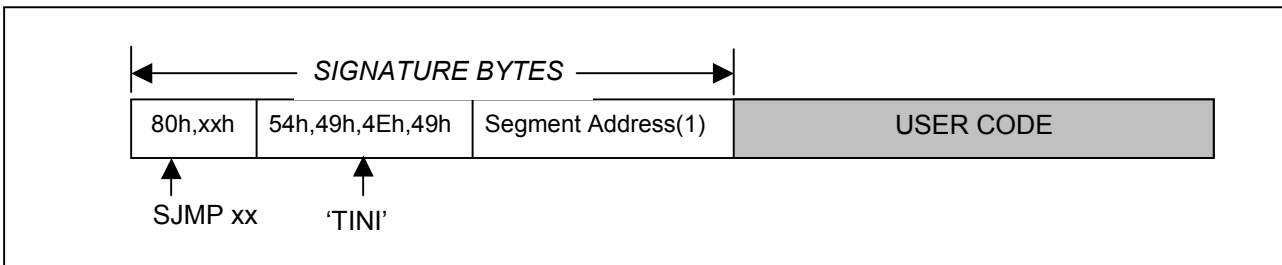 SIGNATURE BYTES
80h,xxh 54h,49h,4Eh,49h Segment Address(1) USER CODE
SJMP xx ‘TINI’